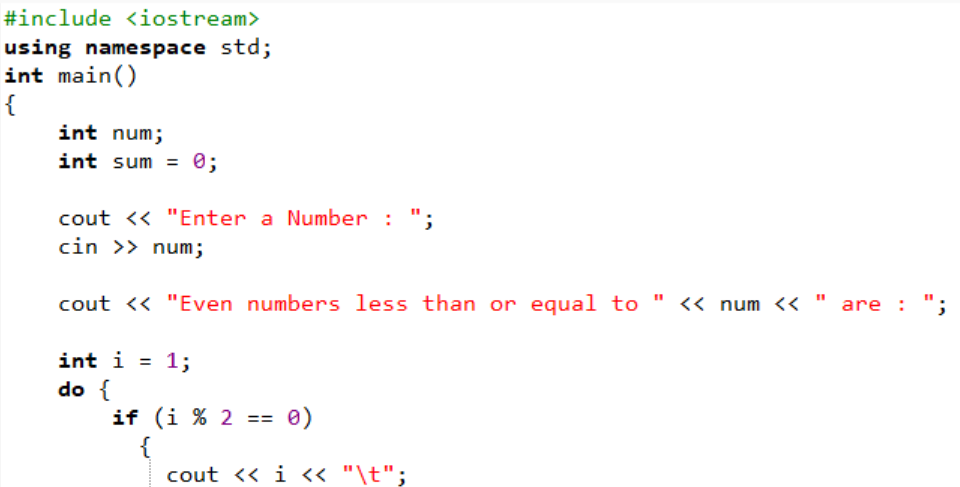 #include <iostream>
using namespace std;
int main()
{
    int num;
    int sum = 0;
    cout << "Enter a Number : ";
    cin >> num;
    cout << "Even numbers less than or equal to " << num << " are : ";
    int i = 1;
    do {
        if (i % 2 == 0)
          {
            cout << i << "\t";